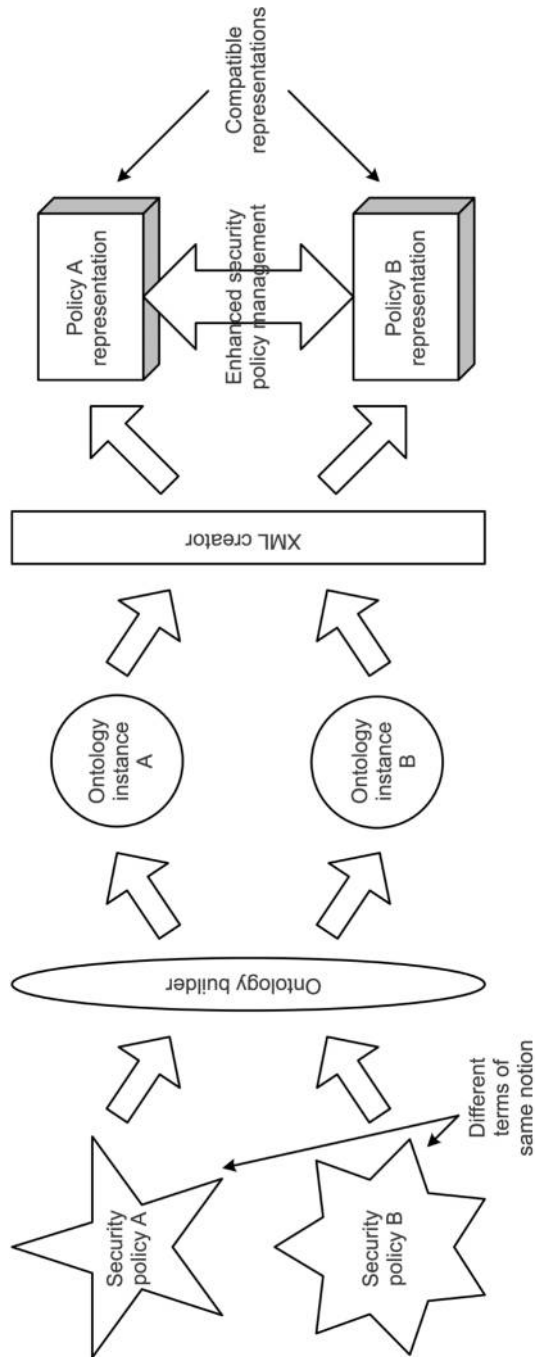 Security
policy A
Security
policy B
Different
terms of
same notion
Ontology builder
Ontology
instance
A
Ontology
instance
B
XML creator
Policy A
representation
Enhanced security
policy management
Policy B
representation
Compatible
representations